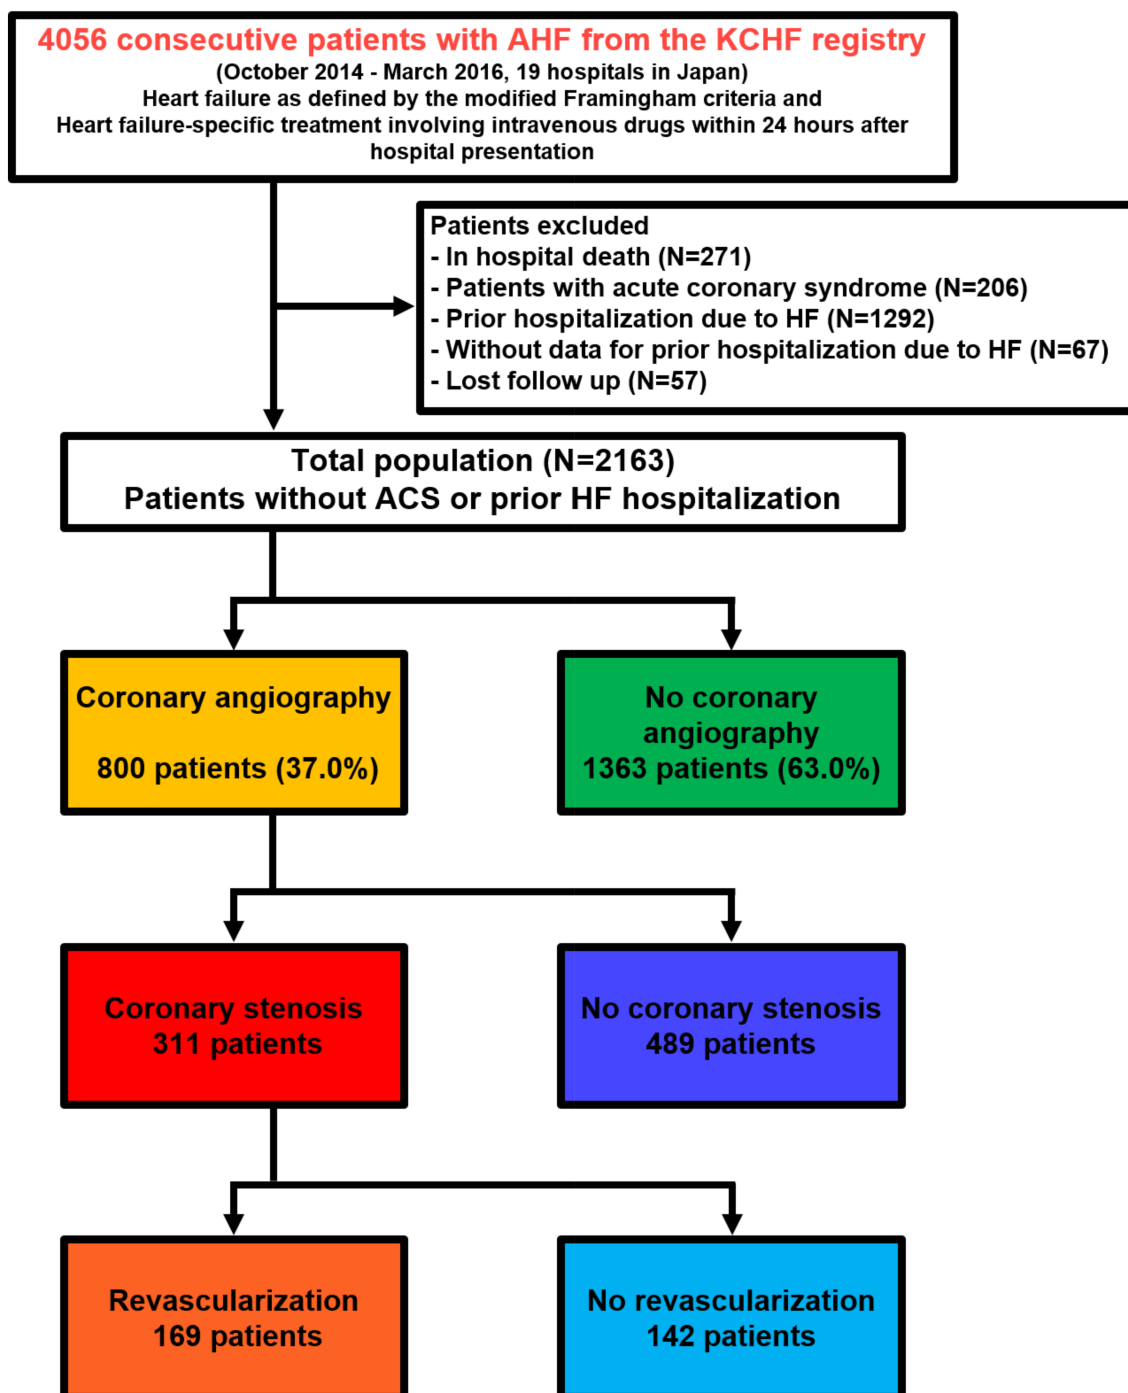 4056 consecutive patients with AHF from the KCHF registry
(October 2014 - March 2016, 19 hospitals in Japan)
Heart failure as defined by the modified Framingham criteria and
Heart failure-specific treatment involving intravenous drugs within 24 hours after
hospital presentation
Patients excluded
- In hospital death (N=271)
- Patients with acute coronary syndrome (N=206)
- Prior hospitalization due to HF (N=1292)
- Without data for prior hospitalization due to HF (N=67)
- Lost follow up (N=57)
Total population (N=2163)
Patients without ACS or prior HF hospitalization
Coronary angiography
800 patients (37.0%)
No coronary
angiography
1363 patients (63.0%)
Coronary stenosis
311 patients
No coronary stenosis
489 patients
Revascularization
169 patients
No revascularization
142 patients